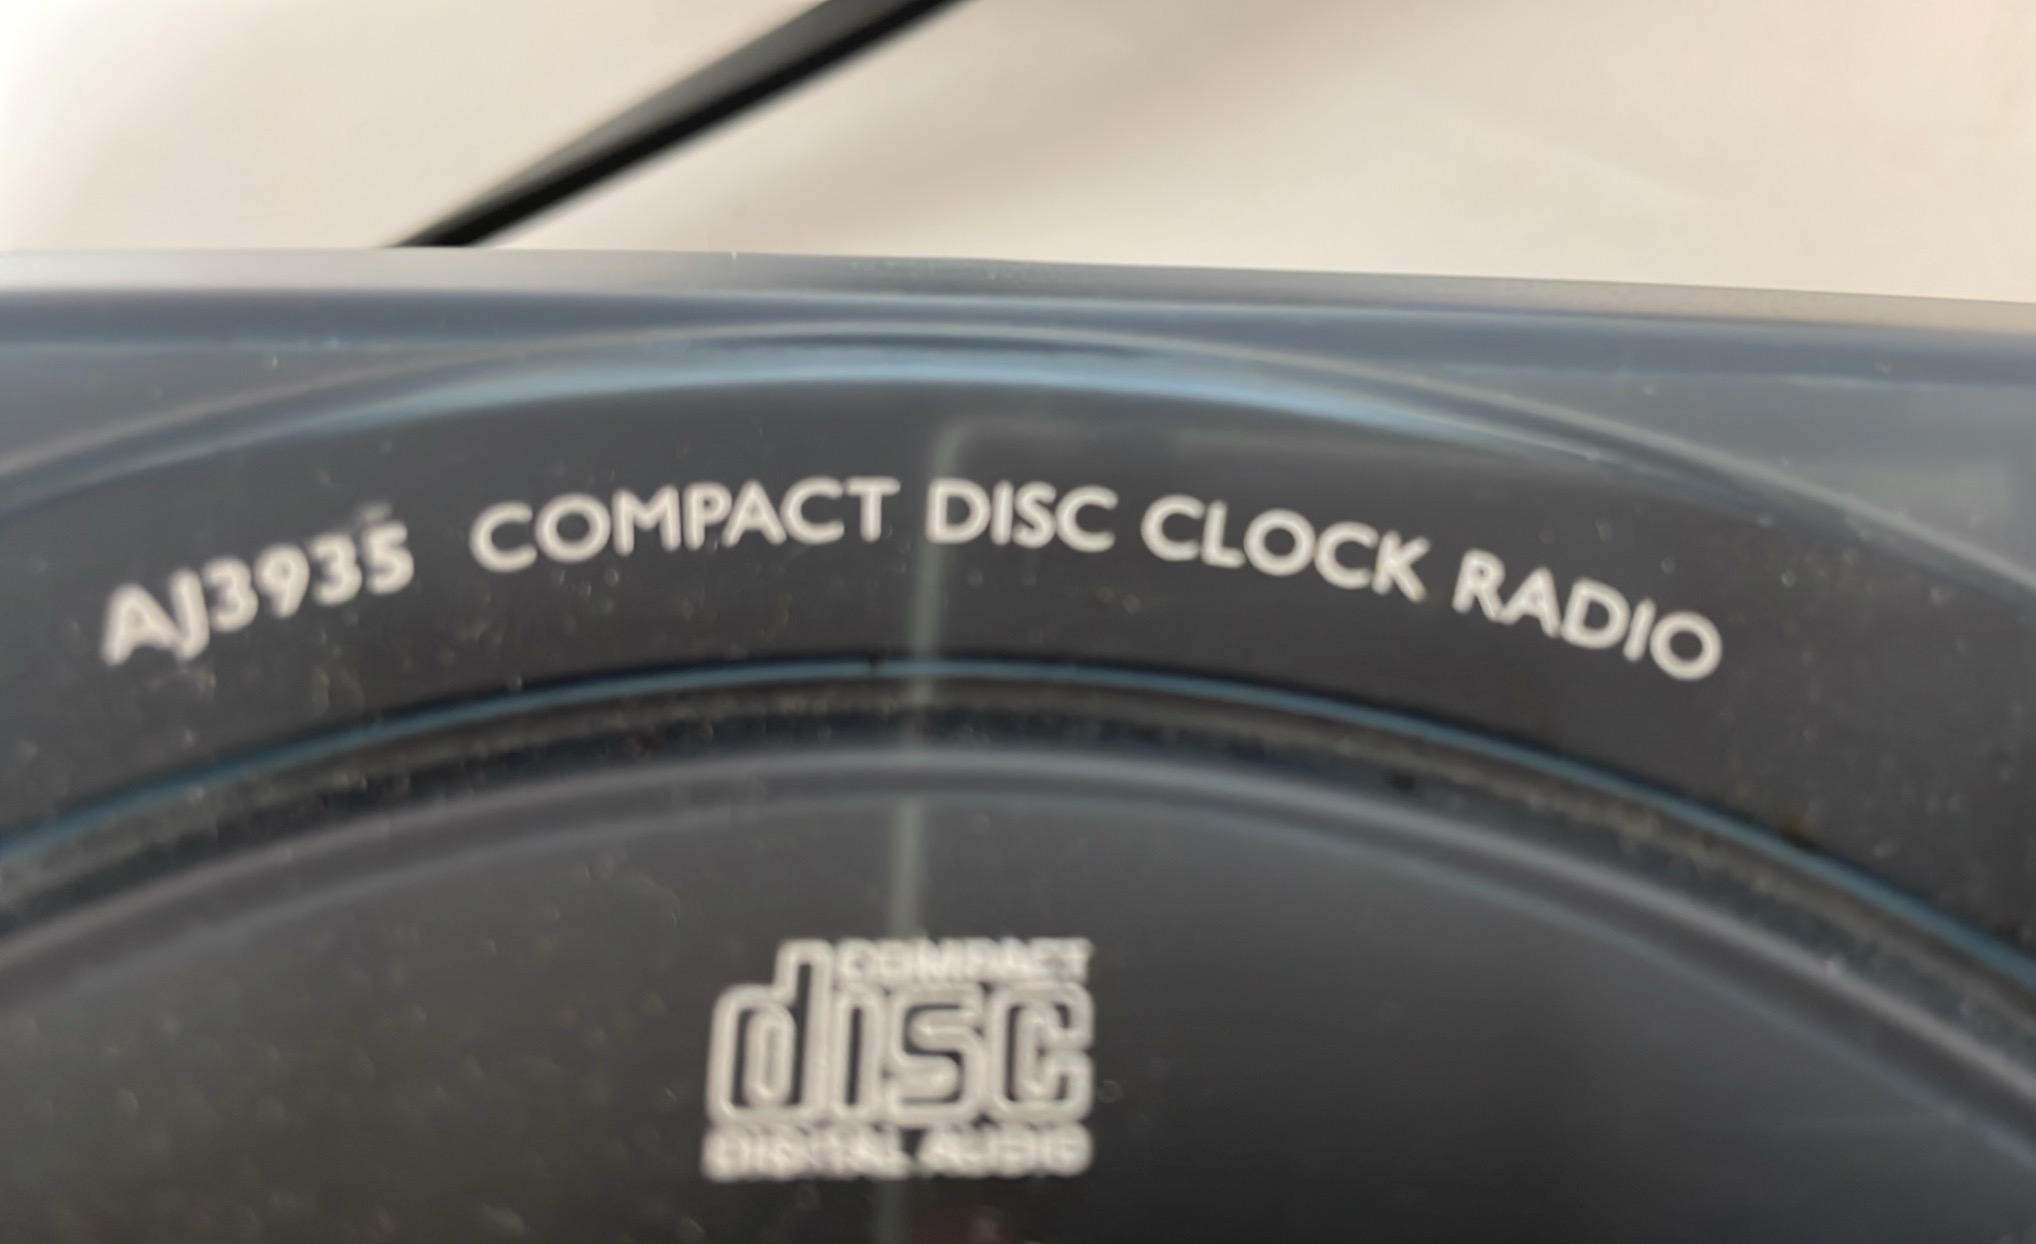 AJ3935 COMPACT DISC CLOCK RADIO
COMPACT
disc
DIGITAL AUDIO